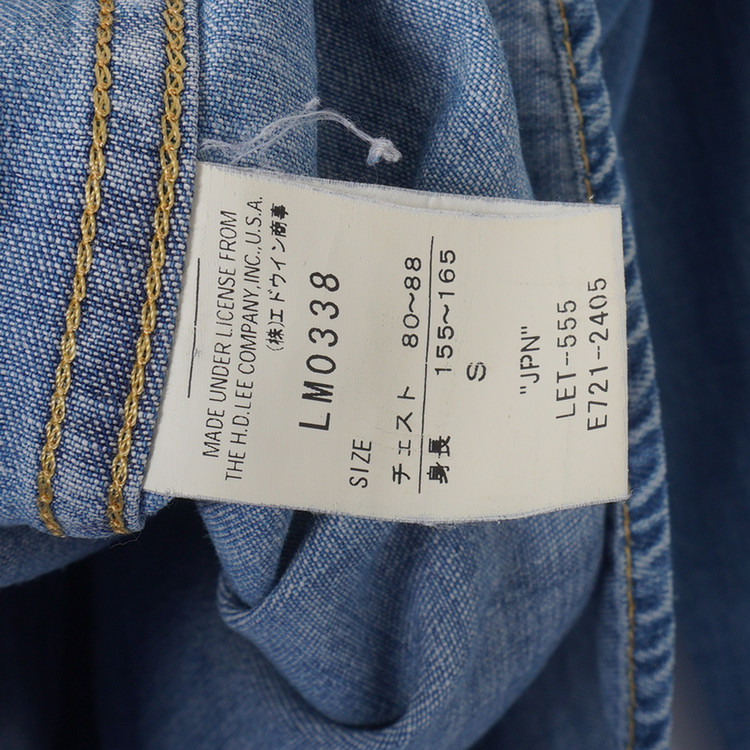 MADE UNDER LICENSE FROM
THE H.D. LEE COMPANY, INC., U.S.A.
(株)エドウイン商事
LM0338
SIZE
チェスト 80~88
身長 155~165
S
"JPN"
LET-555
E721-2405